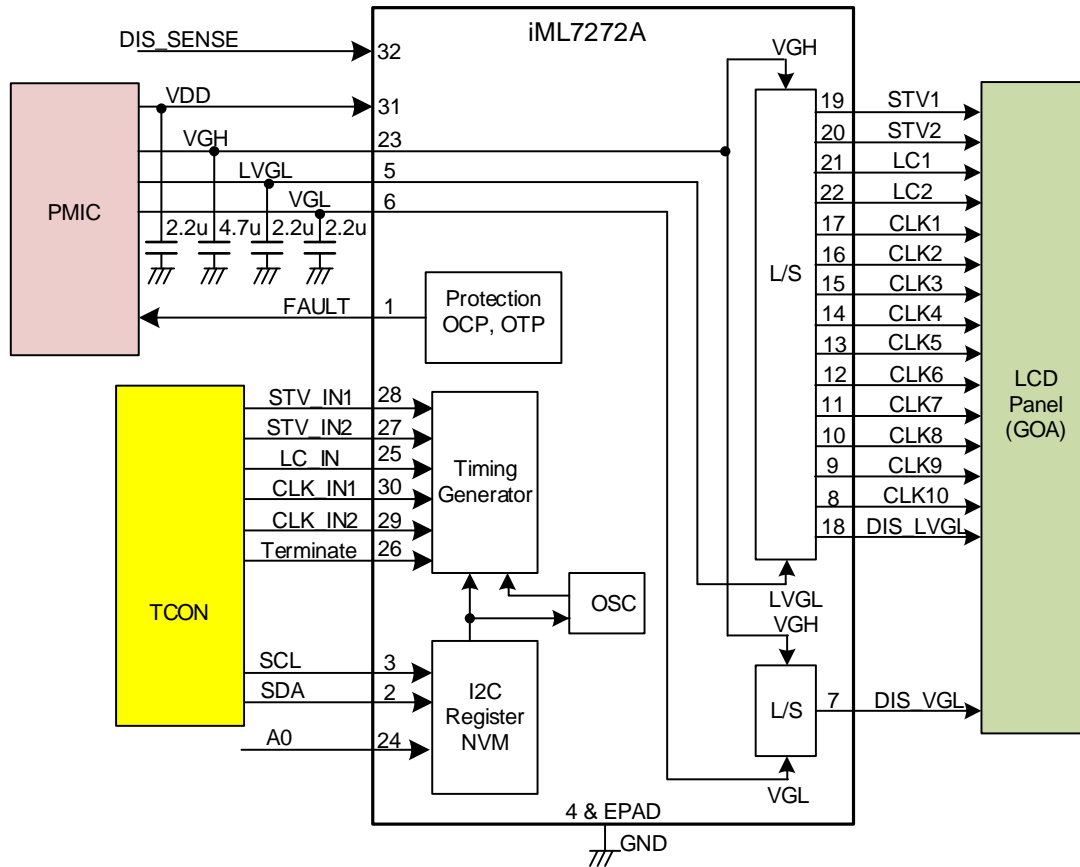 iML7272A
DIS_SENSE
32
VDD
31
VGH
23
LVGL
5
VGL
6
PMIC
2.2u
4.7u
2.2u
2.2u
FAULT
1
Protection
OCP, OTP
TCON
STV_IN1
28
STV_IN2
27
LC_IN
25
CLK_IN1
30
CLK_IN2
29
Terminate
26
Timing
Generator
OSC
SCL
3
SDA
2
A0
24
I2C
Register
NVM
VGH
L/S
LVGL
VGH
L/S
VGL
19
STV1
20
STV2
21
LC1
22
LC2
17
CLK1
16
CLK2
15
CLK3
14
CLK4
13
CLK5
12
CLK6
11
CLK7
10
CLK8
9
CLK9
8
CLK10
18
DIS_LVGL
7
DIS_VGL
LCD
Panel
(GOA)
4 & EPAD
GND